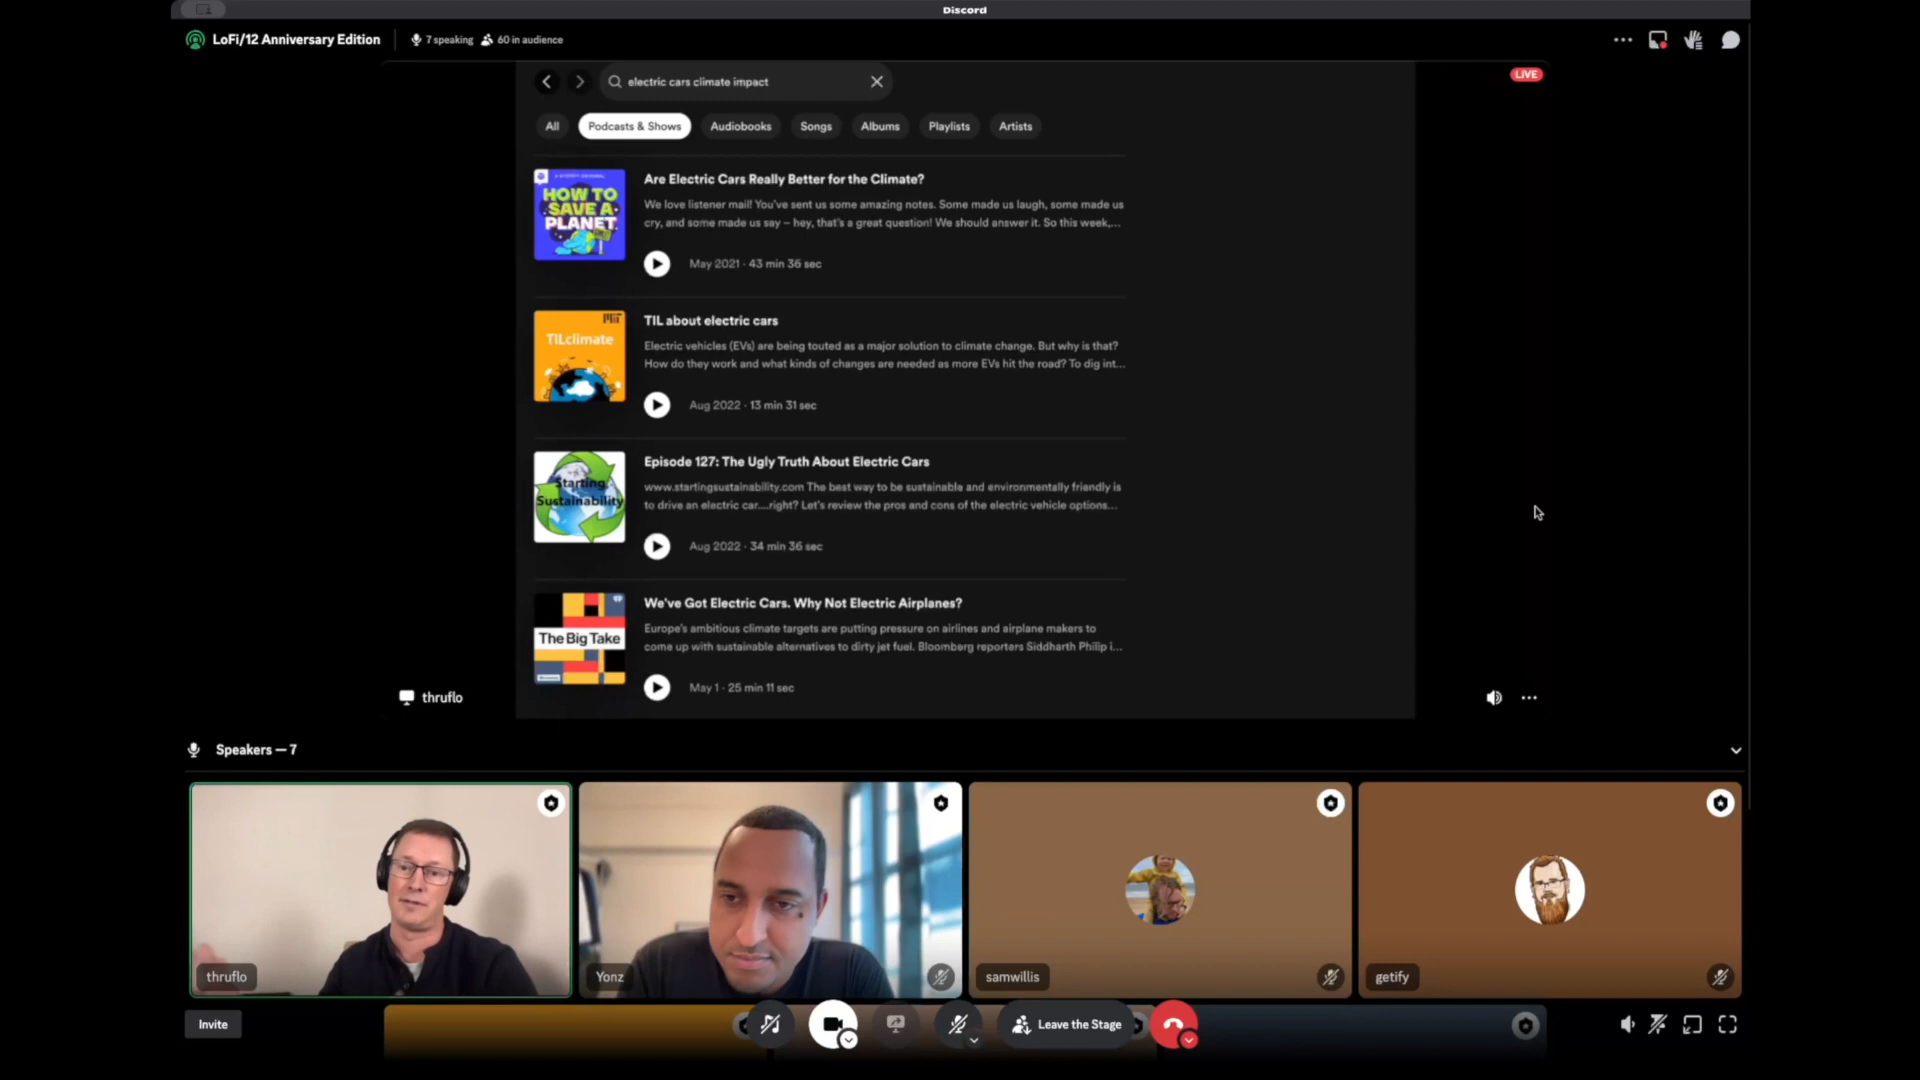 Discord
LoFi/12 Anniversary Edition
7 speaking
60 in audience
LIVE
electric cars climate impact
All
Podcasts & Shows
Audiobooks
Songs
Albums
Playlists
Artists
HOW TO
SAVE A
PLANET
Are Electric Cars Really Better for the Climate?
We love listener mail! You've sent us some amazing notes. Some made us laugh, some made us
cry, and some made us say – hey, that's a great question! We should answer it. So this week,...
May 2021 · 43 min 36 sec
MIT
TILclimate
TIL about electric cars
Electric vehicles (EVs) are being touted as a major solution to climate change. But why is that?
How do they work and what kinds of changes are needed as more EVs hit the road? To dig int...
Aug 2022 · 13 min 31 sec
Starting
Sustainability
Episode 127: The Ugly Truth About Electric Cars
www.startingsustainability.com The best way to be sustainable and environmentally friendly is
to drive an electric car....right? Let's review the pros and cons of the electric vehicle options...
Aug 2022 · 34 min 36 sec
The Big Take
We've Got Electric Cars. Why Not Electric Airplanes?
Europe's ambitious climate targets are putting pressure on airlines and airplane makers to
come up with sustainable alternatives to dirty jet fuel. Bloomberg reporters Siddharth Philip i...
May 1 · 25 min 11 sec
thruflo
Speakers — 7
thruflo
Yonz
samwillis
getify
Invite
Leave the Stage